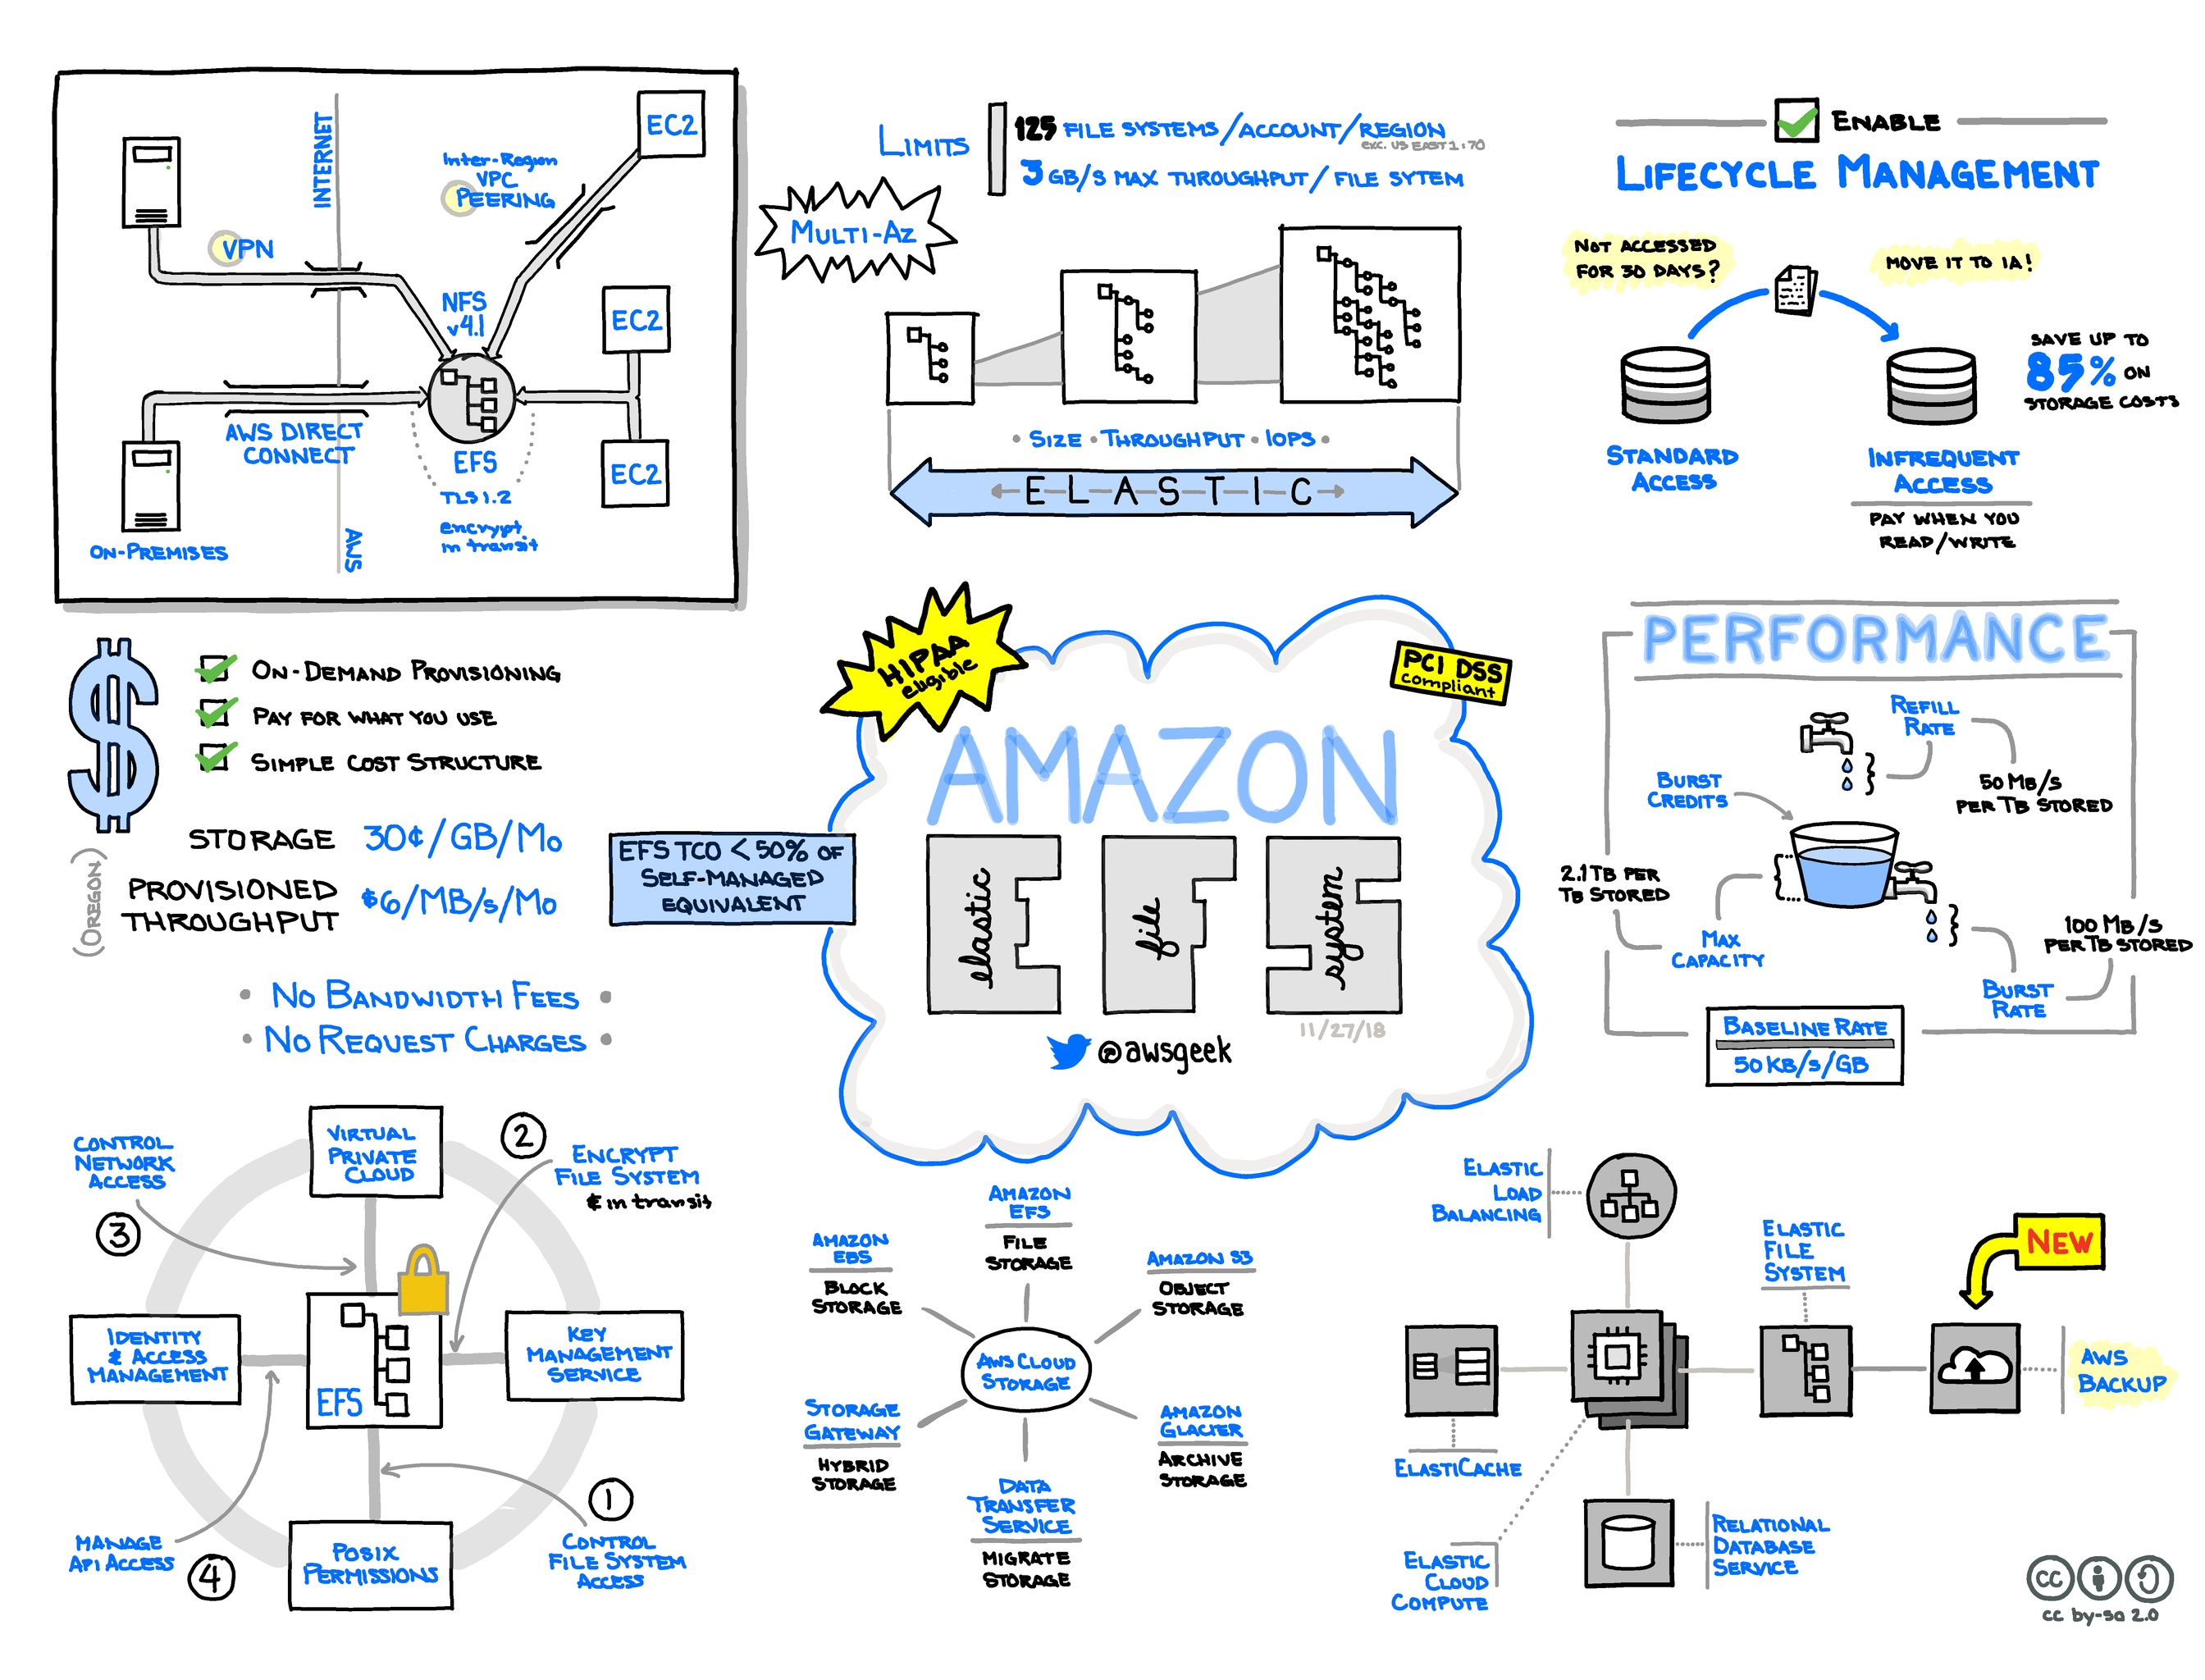 INTERNET
Inter-Region
VPC
PEERING
EC2
VPN
NFS
v4.1
EC2
AWS DIRECT
CONNECT
EFS
TLS 1.2
encrypt
in transit
EC2
ON-PREMISES
AWS
LIMITS
125 FILE SYSTEMS/ACCOUNT/REGION
exc. US EAST 1: 70
3 GB/S MAX THROUGHPUT/FILE SYTEM
MULTI-AZ
• SIZE • THROUGHPUT • IOPS •
ELASTIC
ENABLE
LIFECYCLE MANAGEMENT
NOT ACCESSED
FOR 30 DAYS?
MOVE IT TO IA!
SAVE UP TO
85% ON
STORAGE COSTS
STANDARD
ACCESS
INFREQUENT
ACCESS
PAY WHEN YOU
READ/WRITE
$
ON-DEMAND PROVISIONING
PAY FOR WHAT YOU USE
SIMPLE COST STRUCTURE
(OREGON)
STORAGE 30¢/GB/MO
PROVISIONED
THROUGHPUT
$6/MB/s/MO
EFS TCO < 50% OF
SELF-MANAGED
EQUIVALENT
• NO BANDWIDTH FEES •
• NO REQUEST CHARGES •
HIPAA
eligible
PCI DSS
compliant
AMAZON
elastic
file
system
11/27/18
@awsgeek
PERFORMANCE
REFILL
RATE
50 MB/S
PER TB STORED
BURST
CREDITS
2.1 TB PER
TB STORED
MAX
CAPACITY
100 MB/S
PER TB STORED
BURST
RATE
BASELINE RATE
50 KB/S/GB
VIRTUAL
PRIVATE
CLOUD
CONTROL
NETWORK
ACCESS
3
2
ENCRYPT
FILE SYSTEM
& in transit
IDENTITY
& ACCESS
MANAGEMENT
EFS
KEY
MANAGEMENT
SERVICE
MANAGE
API ACCESS
4
POSIX
PERMISSIONS
1
CONTROL
FILE SYSTEM
ACCESS
AMAZON
EFS
FILE
STORAGE
AMAZON
EBS
BLOCK
STORAGE
AMAZON S3
OBJECT
STORAGE
AWS CLOUD
STORAGE
STORAGE
GATEWAY
HYBRID
STORAGE
AMAZON
GLACIER
ARCHIVE
STORAGE
DATA
TRANSFER
SERVICE
MIGRATE
STORAGE
ELASTIC
LOAD
BALANCING
ELASTIC
FILE
SYSTEM
NEW
AWS
BACKUP
ELASTICACHE
ELASTIC
CLOUD
COMPUTE
RELATIONAL
DATABASE
SERVICE
cc
cc by-sa 2.0